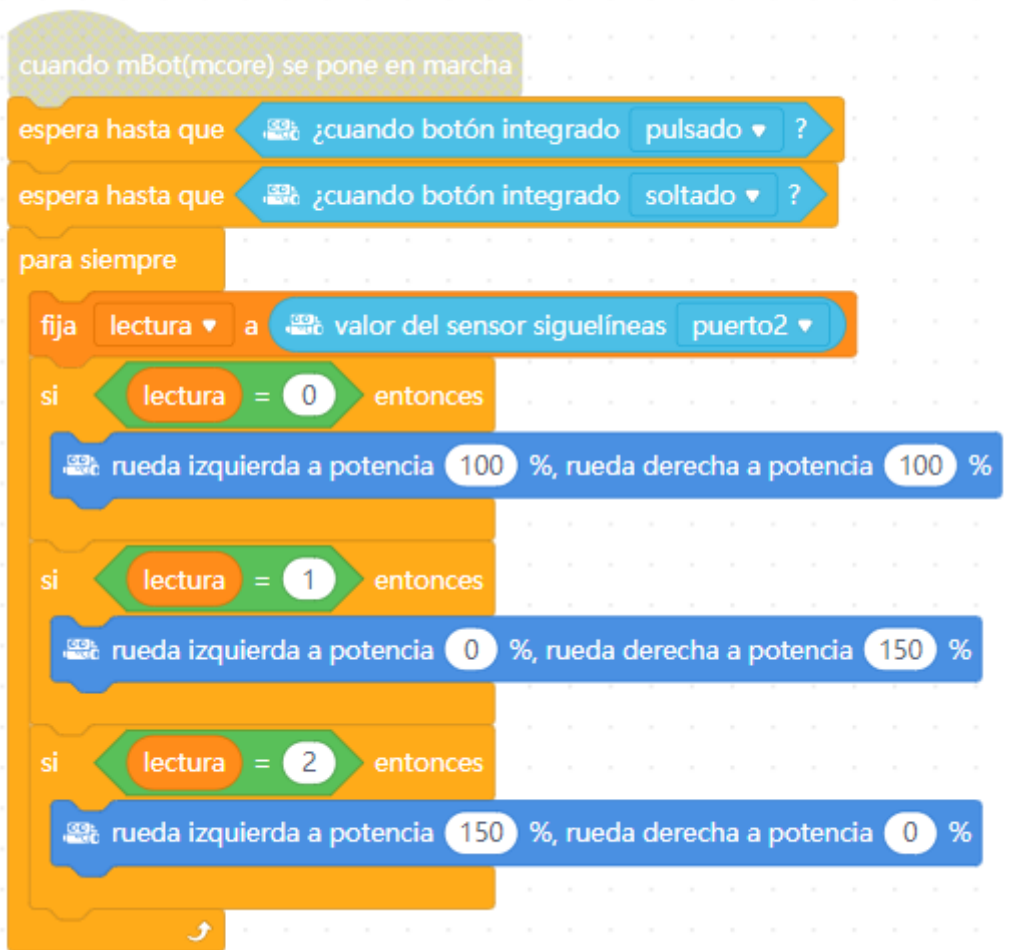 cuando mBot(mcore) se pone en marcha
espera hasta que ¿cuando botón integrado pulsado ?
espera hasta que ¿cuando botón integrado soltado ?
para siempre
fija lectura a valor del sensor siguelíneas puerto2
si lectura = 0 entonces
rueda izquierda a potencia 100 %, rueda derecha a potencia 100 %
si lectura = 1 entonces
rueda izquierda a potencia 0 %, rueda derecha a potencia 150 %
si lectura = 2 entonces
rueda izquierda a potencia 150 %, rueda derecha a potencia 0 %